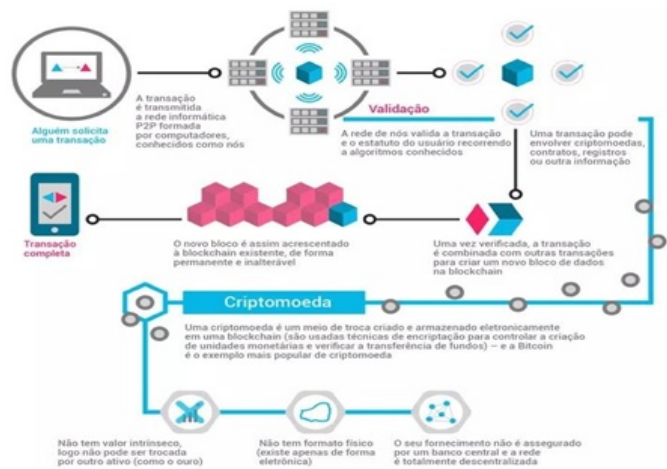 Alguém solicita
uma transação
A transação
é transmitida
a rede informática
P2P formada
por computadores,
conhecidos como nós
Validação
A rede de nós valida a transação
e o estatuto do usuário recorrendo
a algoritmos conhecidos
Uma transação pode
envolver criptomoedas,
contratos, registros
ou outra informação
Transação
completa
O novo bloco é assim acrescentado
à blockchain existente, de forma
permanente e inalterável
Uma vez verificada, a transação
é combinada com outras transações
para criar um novo bloco de dados
na blockchain
Criptomoeda
Uma criptomoeda é um meio de troca criado e armazenado eletronicamente
em uma blockchain (são usadas técnicas de encriptação para controlar a criação
de unidades monetárias e verificar a transferência de fundos) – e a Bitcoin
é o exemplo mais popular de criptomoeda
Não tem valor intrínseco,
logo não pode ser trocada
por outro ativo (como o ouro)
Não tem formato físico
(existe apenas de forma
eletrônica)
O seu fornecimento não é assegurado
por um banco central e a rede
é totalmente descentralizada